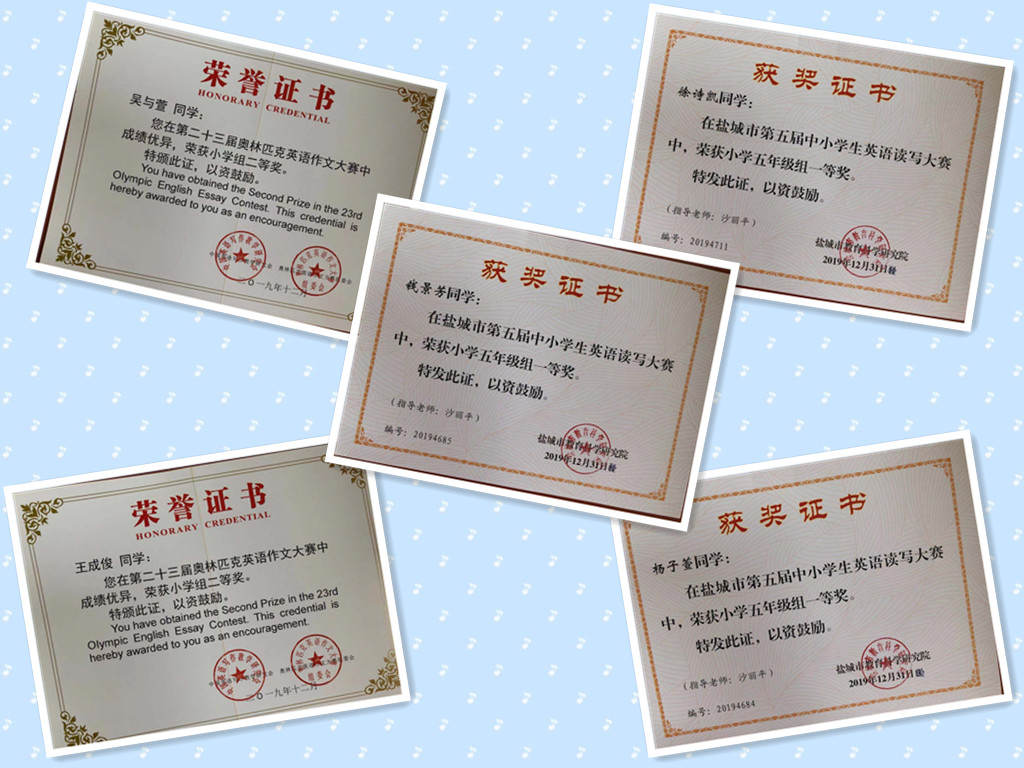 荣誉证书
HONORARY CREDENTIAL
吴与萱 同学：
您在第二十三届奥林匹克英语作文大赛中
成绩优异，荣获小学组二等奖。
特颁此证，以资鼓励。
You have obtained the Second Prize in the 23rd
Olympic English Essay Contest. This credential is
hereby awarded to you as an encouragement.
二〇一九年十二月
获奖证书
徐诗凯同学：
在盐城市第五届中小学生英语读写大赛
中，荣获小学五年级组一等奖。
特发此证，以资鼓励。
（指导老师：沙丽平）
编号：20194711
盐城市教育科学研究院
2019年12月31日
获奖证书
钱景芳同学：
在盐城市第五届中小学生英语读写大赛
中，荣获小学五年级组一等奖。
特发此证，以资鼓励。
（指导老师：沙丽平）
编号：20194685
盐城市教育科学研究院
2019年12月31日
荣誉证书
HONORARY CREDENTIAL
王成俊 同学：
您在第二十三届奥林匹克英语作文大赛中
成绩优异，荣获小学组二等奖。
特颁此证，以资鼓励。
You have obtained the Second Prize in the 23rd
Olympic English Essay Contest. This credential is
hereby awarded to you as an encouragement.
二〇一九年十二月
获奖证书
杨子萱同学：
在盐城市第五届中小学生英语读写大赛
中，荣获小学五年级组一等奖。
特发此证，以资鼓励。
（指导老师：沙丽平）
编号：20194684
盐城市教育科学研究院
2019年12月31日